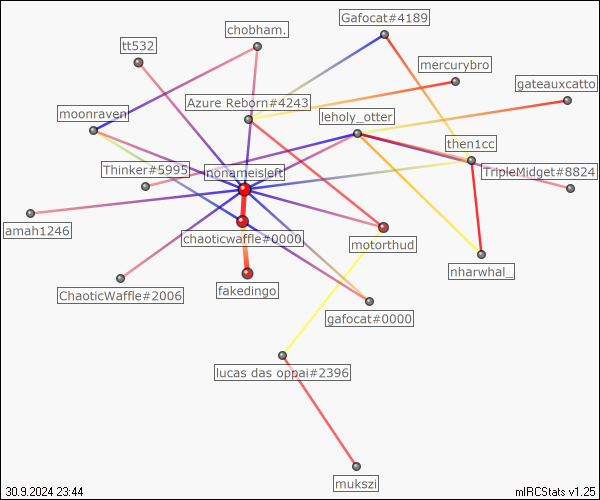 Gafocat#4189
chobham.
tt532
mercurybro
gateauxcatto
Azure Reborn#4243
moonraven
leholy_otter
then1cc
Thinker#5995
nonameisleft
TripleMidget#8824
amah1246
chaoticwaffle#0000
motorthud
nharwhal_
ChaoticWaffle#2006
fakedingo
gafocat#0000
lucas das oppai#2396
mukszi
30.9.2024 23:44
mIRCStats v1.25